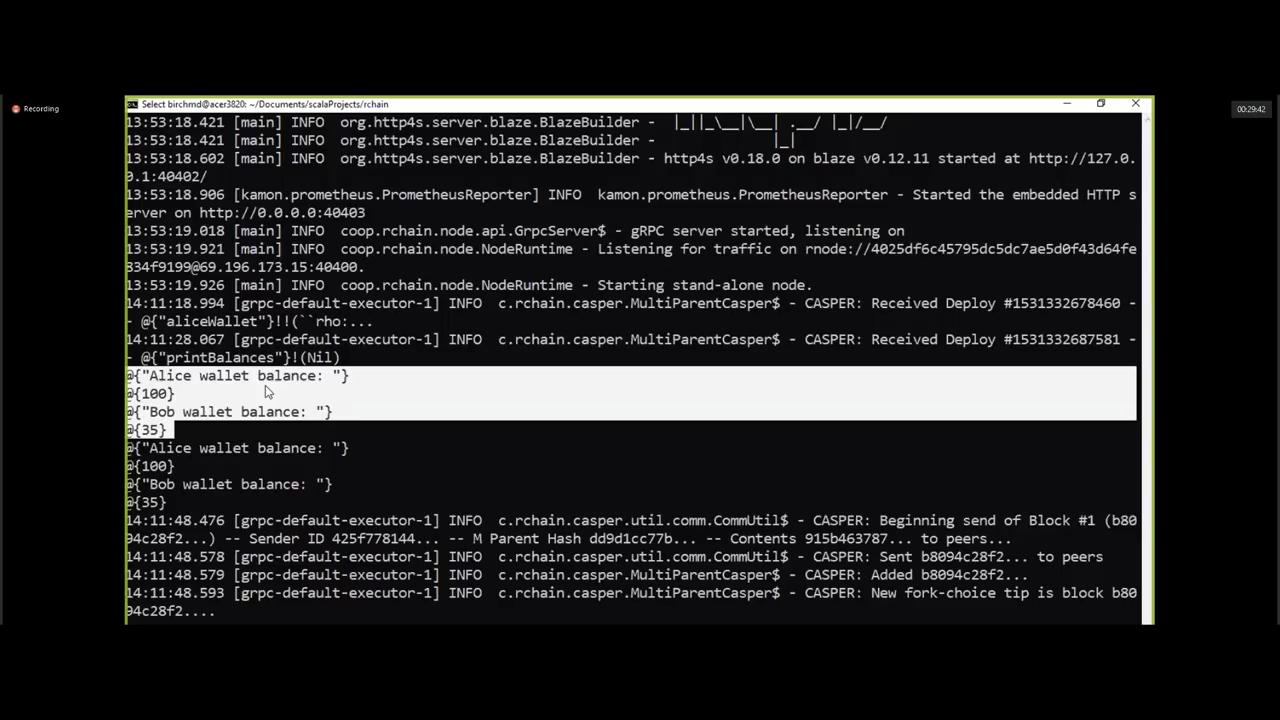 Recording
00:29:42
Select birchmd@acer3820: ~/Documents/scalaProjects/rchain
13:53:18.421 [main] INFO  org.http4s.server.blaze.BlazeBuilder -  |_||_\__|\__| .__/ |_|/__/
13:53:18.421 [main] INFO  org.http4s.server.blaze.BlazeBuilder -              |_|
13:53:18.602 [main] INFO  org.http4s.server.blaze.BlazeBuilder - http4s v0.18.0 on blaze v0.12.11 started at http://127.0.
0.1:40402/
13:53:18.906 [kamon.prometheus.PrometheusReporter] INFO  kamon.prometheus.PrometheusReporter - Started the embedded HTTP s
erver on http://0.0.0.0:40403
13:53:19.018 [main] INFO  coop.rchain.node.api.GrpcServer$ - gRPC server started, listening on
13:53:19.921 [main] INFO  coop.rchain.node.NodeRuntime - Listening for traffic on rnode://4025df6c45795dc5dc7ae5d0f43d64fe
834f9199@69.196.173.15:40400.
13:53:19.926 [main] INFO  coop.rchain.node.NodeRuntime - Starting stand-alone node.
14:11:18.994 [grpc-default-executor-1] INFO  c.rchain.casper.MultiParentCasper$ - CASPER: Received Deploy #1531332678460 -
- @{"aliceWallet"}!!(``rho:...
14:11:28.067 [grpc-default-executor-1] INFO  c.rchain.casper.MultiParentCasper$ - CASPER: Received Deploy #1531332687581 -
- @{"printBalances"}!(Nil)
@{"Alice wallet balance: "}
@{100}
@{"Bob wallet balance: "}
@{35}
@{"Alice wallet balance: "}
@{100}
@{"Bob wallet balance: "}
@{35}
14:11:48.476 [grpc-default-executor-1] INFO  c.rchain.casper.util.comm.CommUtil$ - CASPER: Beginning send of Block #1 (b80
94c28f2...) -- Sender ID 425f778144... -- M Parent Hash dd9d1cc77b... -- Contents 915b463787... to peers...
14:11:48.578 [grpc-default-executor-1] INFO  c.rchain.casper.util.comm.CommUtil$ - CASPER: Sent b8094c28f2... to peers
14:11:48.579 [grpc-default-executor-1] INFO  c.rchain.casper.MultiParentCasper$ - CASPER: Added b8094c28f2...
14:11:48.593 [grpc-default-executor-1] INFO  c.rchain.casper.MultiParentCasper$ - CASPER: New fork-choice tip is block b80
94c28f2....